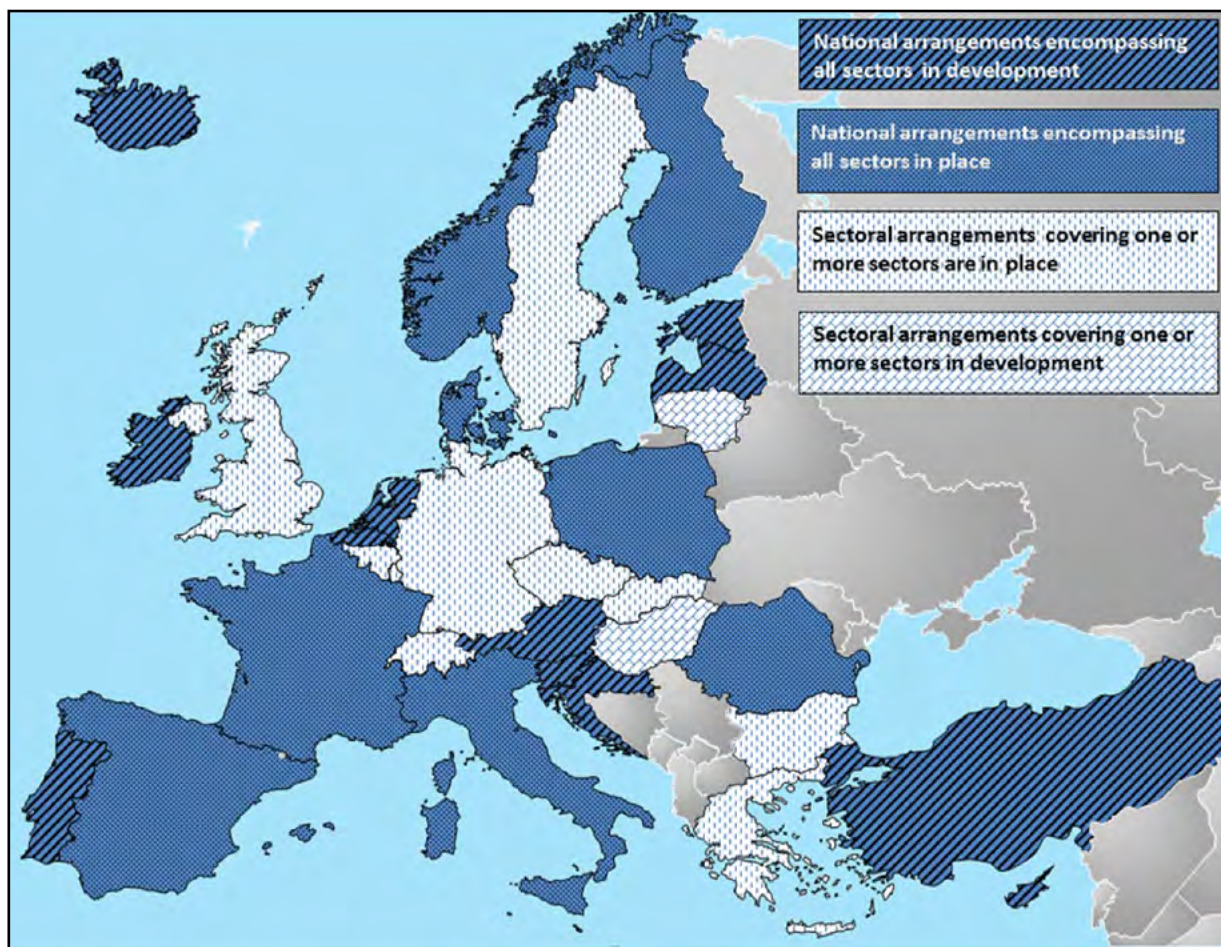 National arrangements encompassing
all sectors in development
National arrangements encompassing
all sectors in place
Sectoral arrangements covering one or
more sectors are in place
Sectoral arrangements covering one or
more sectors in development